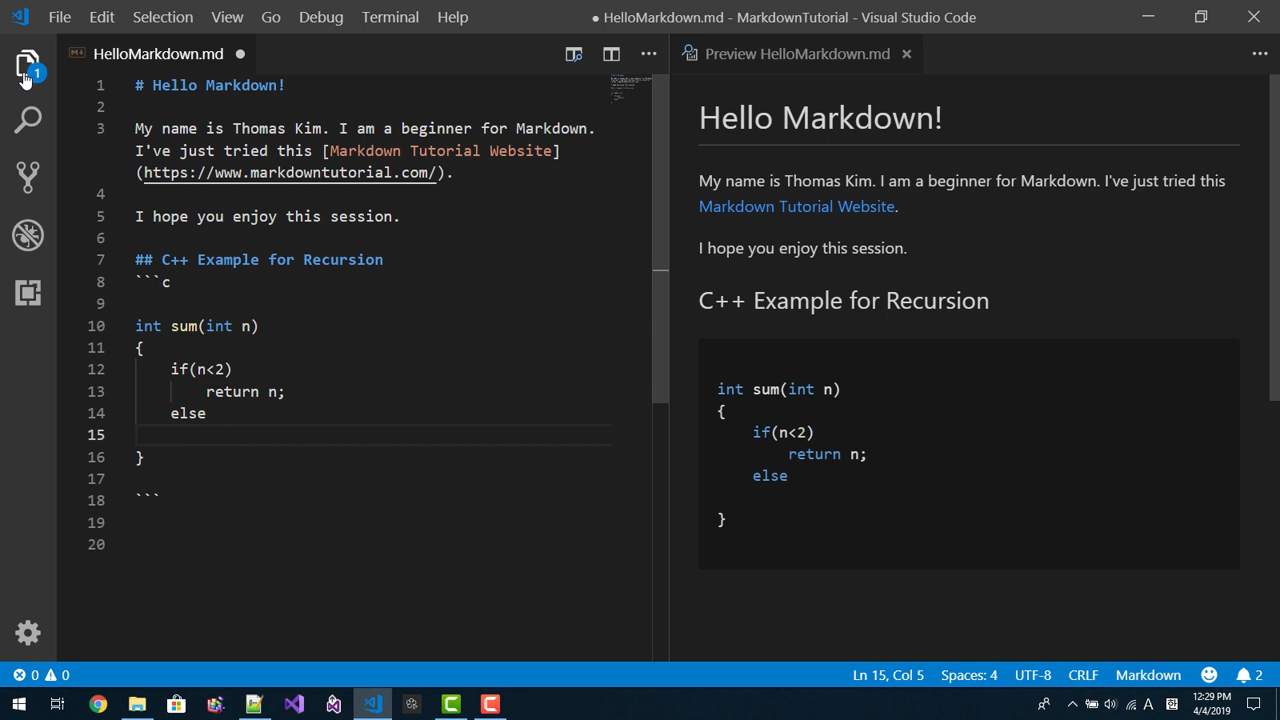 File Edit Selection View Go Debug Terminal Help
● HelloMarkdown.md - MarkdownTutorial - Visual Studio Code
HelloMarkdown.md ●
Preview HelloMarkdown.md
1
1 # Hello Markdown!
2
3 My name is Thomas Kim. I am a beginner for Markdown.
I've just tried this [Markdown Tutorial Website]
(https://www.markdowntutorial.com/).
4
5 I hope you enjoy this session.
6
7 ## C++ Example for Recursion
8 ```c
9
10 int sum(int n)
11 {
12 if(n<2)
13 return n;
14 else
15
16 }
17
18 ```
19
20
Hello Markdown!
My name is Thomas Kim. I am a beginner for Markdown. I've just tried this
Markdown Tutorial Website.
I hope you enjoy this session.
C++ Example for Recursion
int sum(int n)
{
if(n<2)
return n;
else
}
0 0
Ln 15, Col 5 Spaces: 4 UTF-8 CRLF Markdown 2
A
12:29 PM
4/4/2019